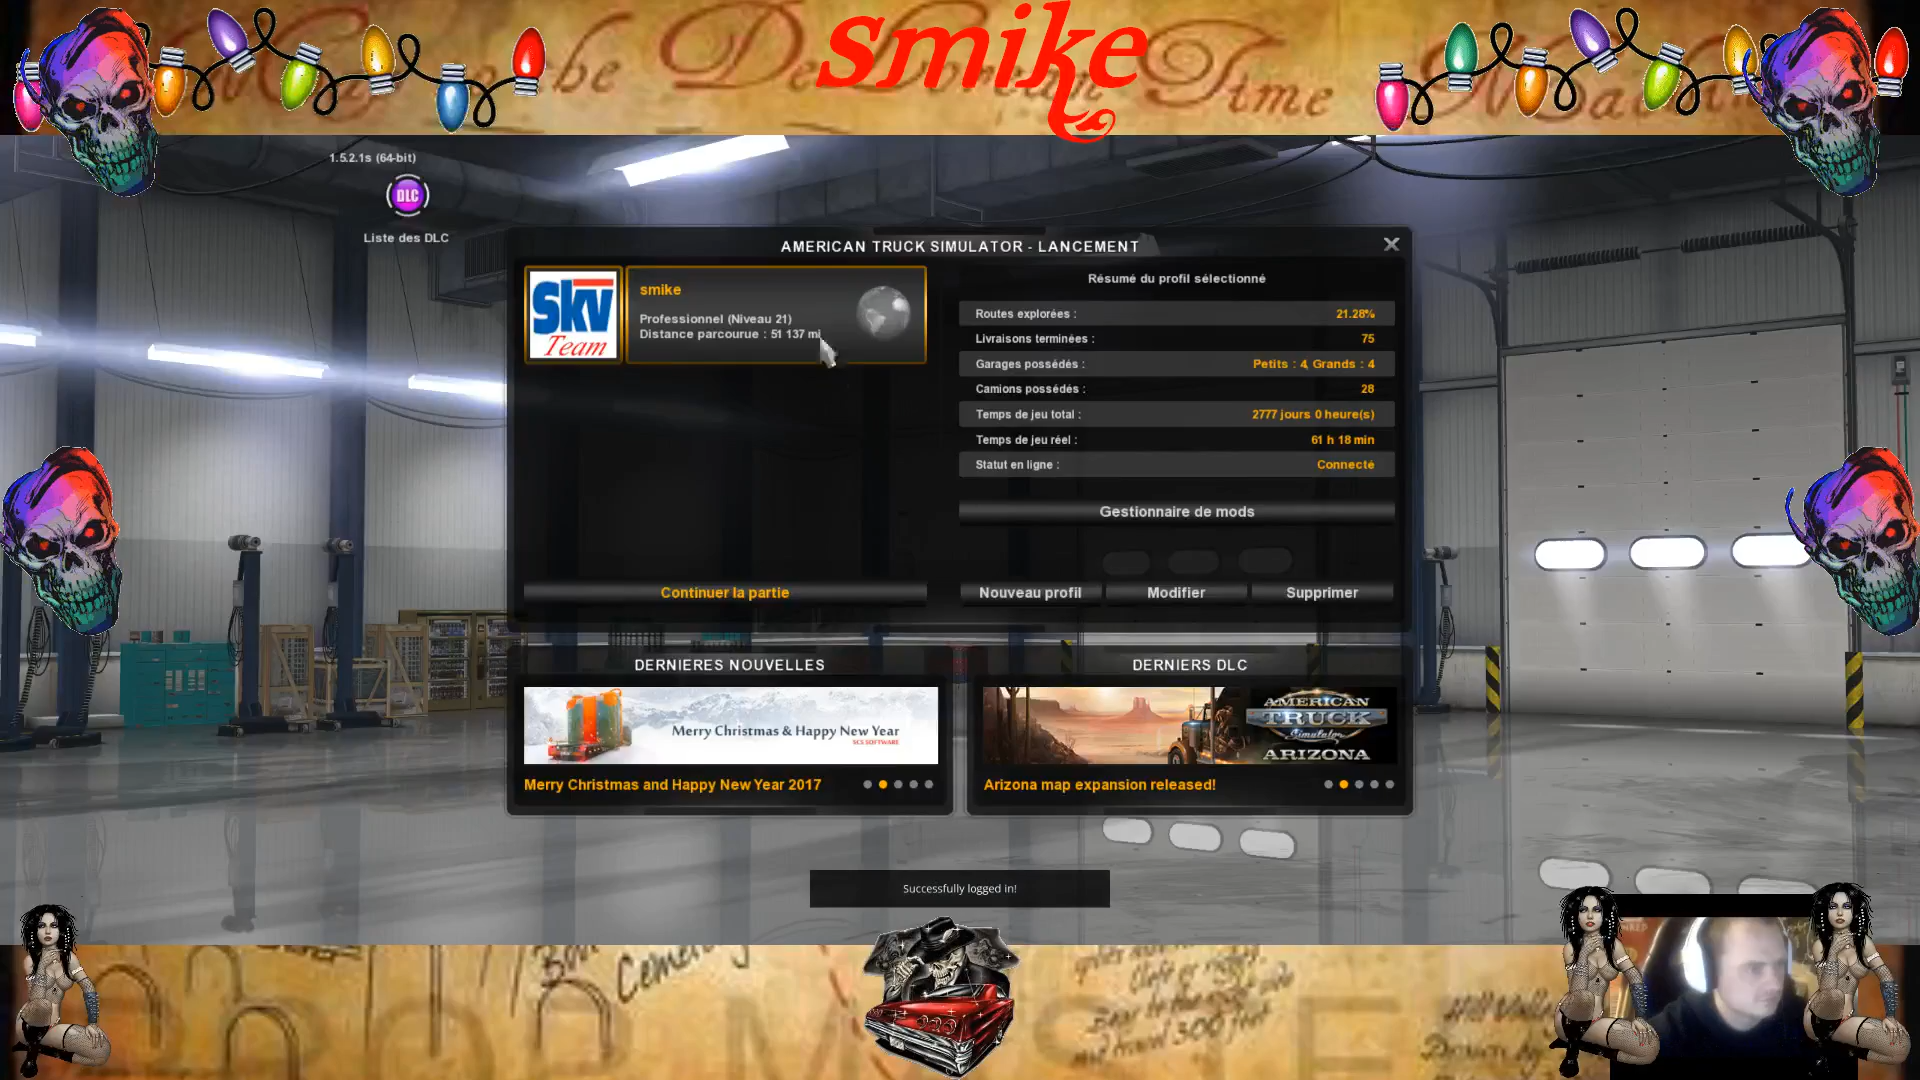 smike
be De Time
1.5.2.1s (64-bit)
DLC
Liste des DLC
AMERICAN TRUCK SIMULATOR - LANCEMENT
Skv
Team
smike
Professionnel (Niveau 21)
Distance parcourue : 51 137 mi
Résumé du profil sélectionné
Routes explorées : 21.28%
Livraisons terminées : 75
Garages possédés : Petits : 4, Grands : 4
Camions possédés : 28
Temps de jeu total : 2777 jours 0 heure(s)
Temps de jeu réel : 61 h 18 min
Statut en ligne : Connecté
Gestionnaire de mods
Continuer la partie
Nouveau profil
Modifier
Supprimer
DERNIERES NOUVELLES
Merry Christmas & Happy New Year
SCS SOFTWARE
Merry Christmas and Happy New Year 2017
DERNIERS DLC
AMERICAN
TRUCK
Simulator
ARIZONA
Arizona map expansion released!
Successfully logged in!